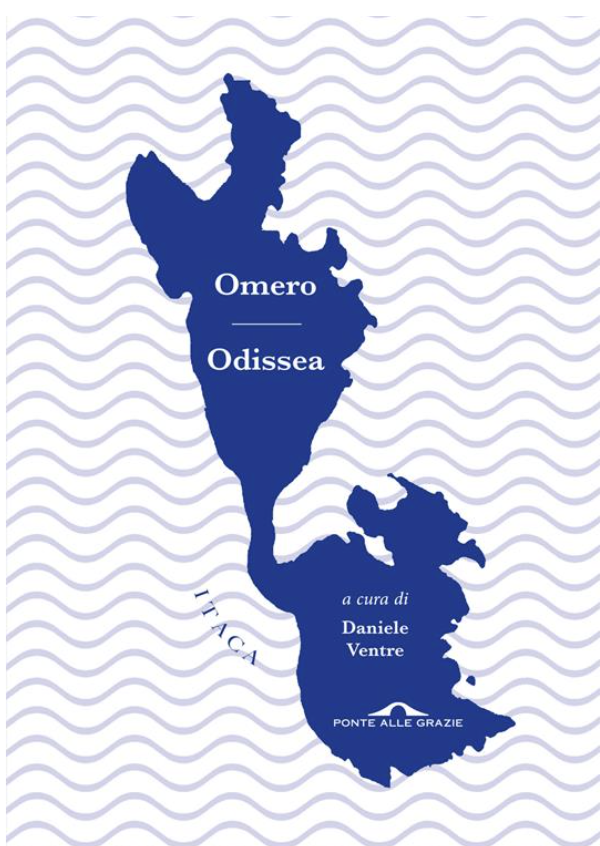 Omero
Odissea
ITACA
a cura di
Daniele
Ventre
PONTE ALLE GRAZIE